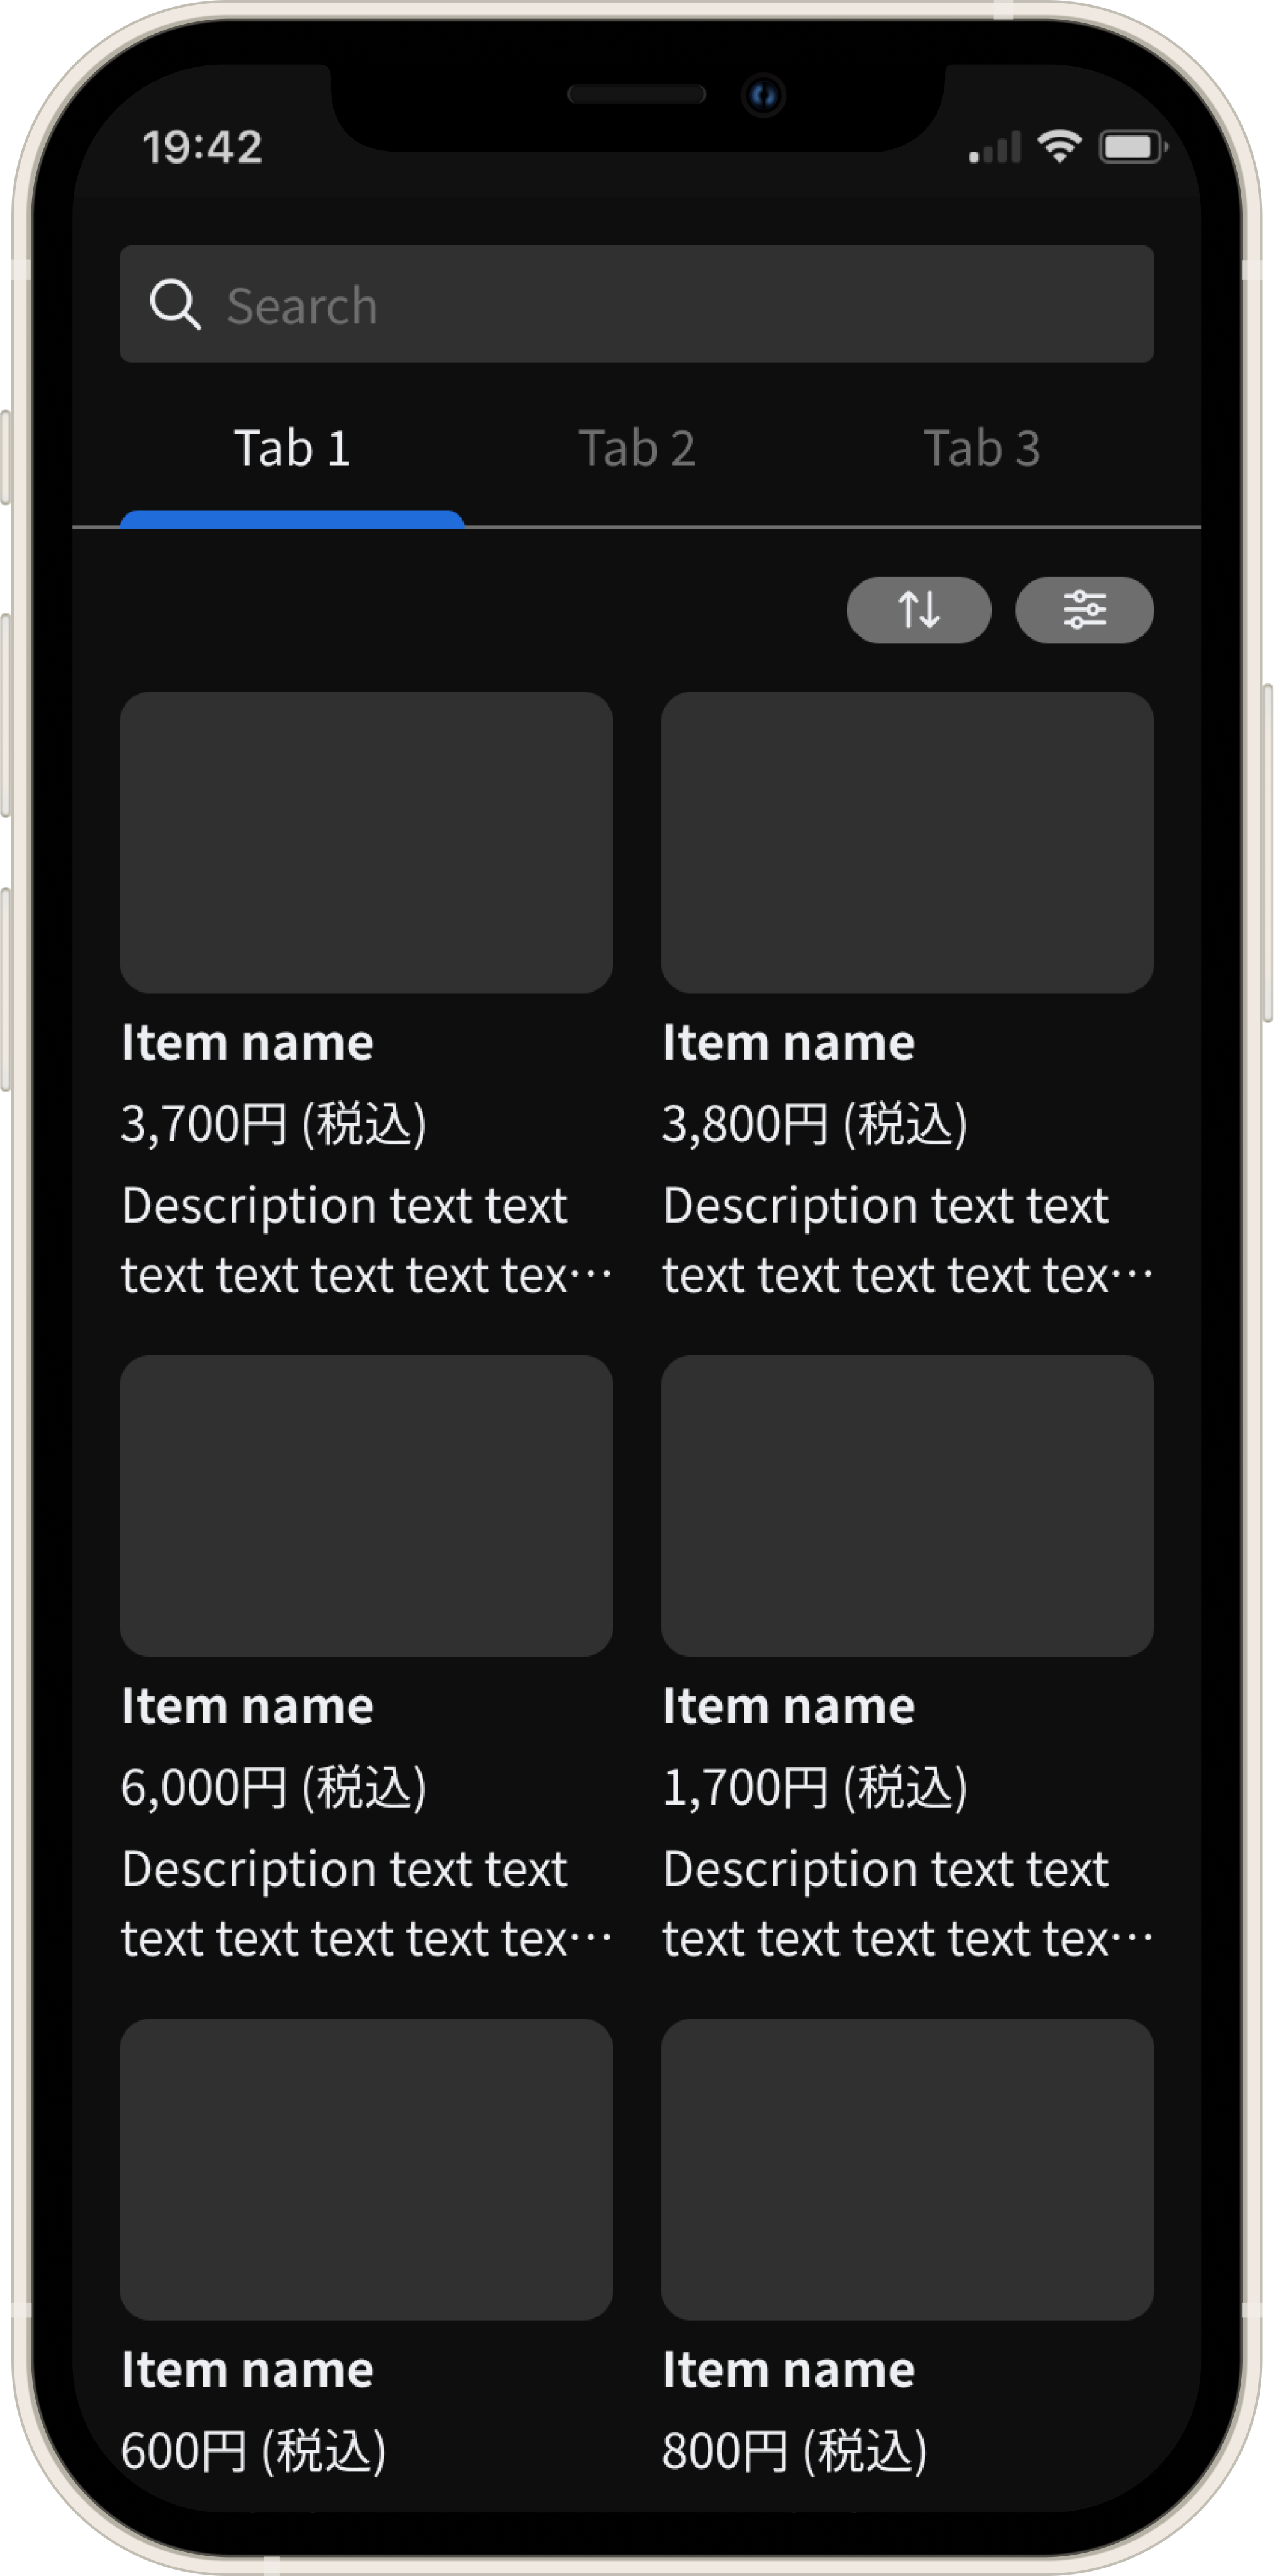 19:42
Search
Tab 1 Tab 2 Tab 3
Item name
3,700円 (税込)
Description text text
text text text text tex…
Item name
3,800円 (税込)
Description text text
text text text text tex…
Item name
6,000円 (税込)
Description text text
text text text text tex…
Item name
1,700円 (税込)
Description text text
text text text text tex…
Item name
600円 (税込)
Item name
800円 (税込)